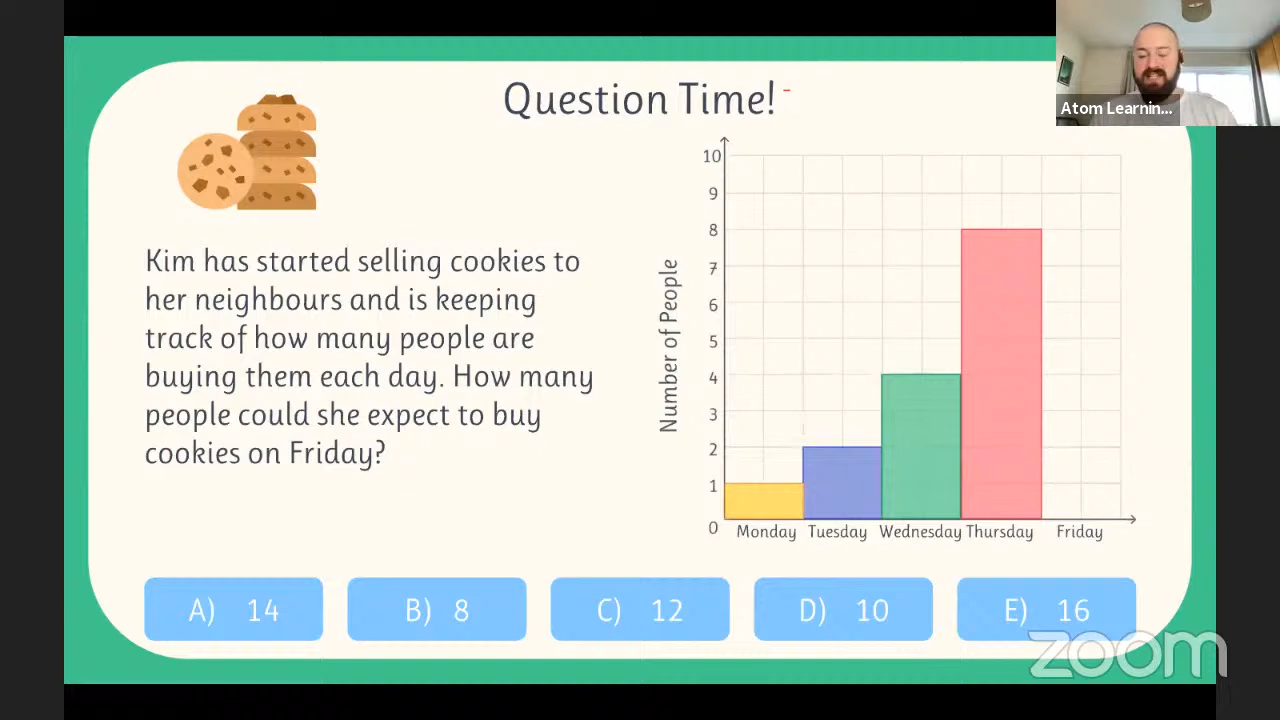 Question Time!
Atom Learnin...
Kim has started selling cookies to
her neighbours and is keeping
track of how many people are
buying them each day. How many
people could she expect to buy
cookies on Friday?
Number of People
10
9
8
7
6
5
4
3
2
1
0
Monday Tuesday Wednesday Thursday Friday
A) 14 B) 8 C) 12 D) 10 E) 16
zoom